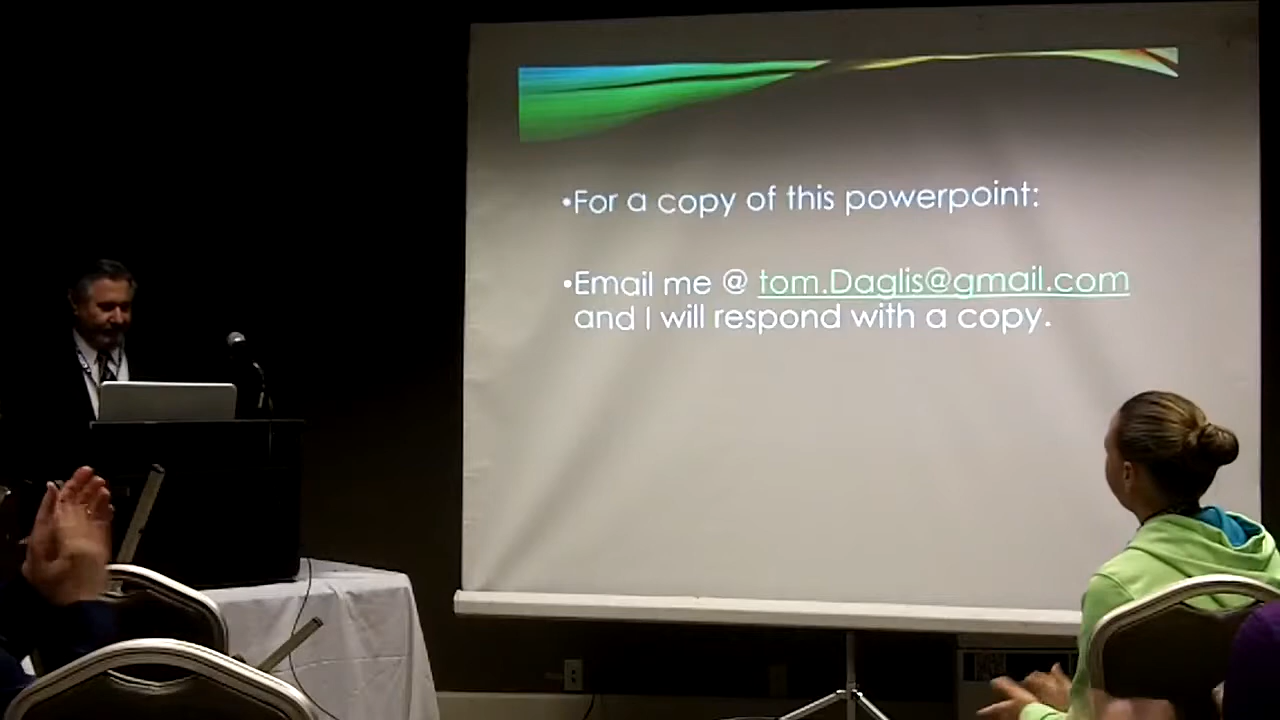 •For a copy of this powerpoint:
•Email me @ tom.Daglis@gmail.com
and I will respond with a copy.